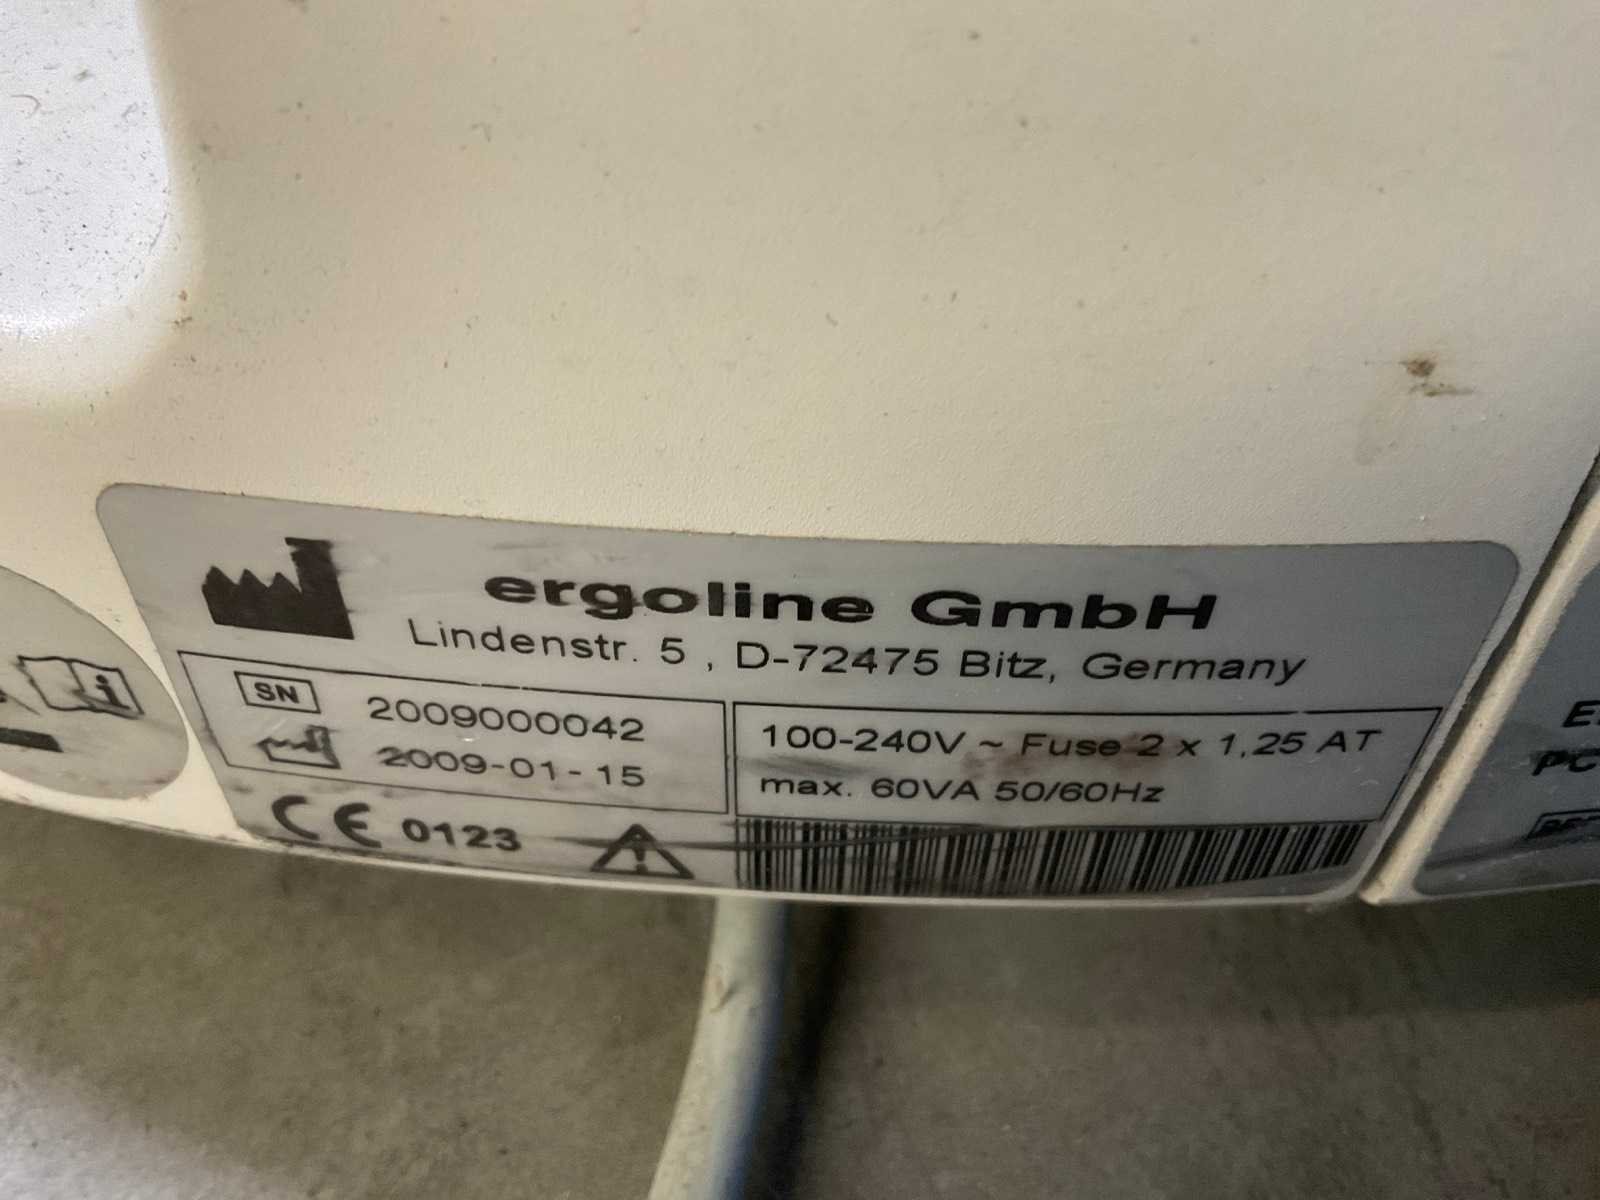 ergoline GmbH
Lindenstr. 5 , D-72475 Bitz, Germany
SN 2009000042
2009-01-15
100-240V ~ Fuse 2 x 1,25 AT
max. 60VA 50/60Hz
CE 0123
PC